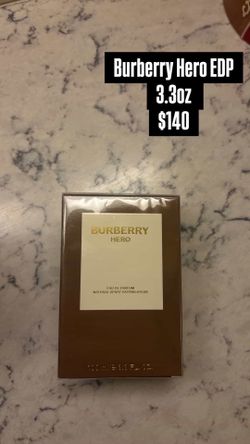 Burberry Hero EDP
3.3oz
$140
BURBERRY
HERO
EAU DE PARFUM